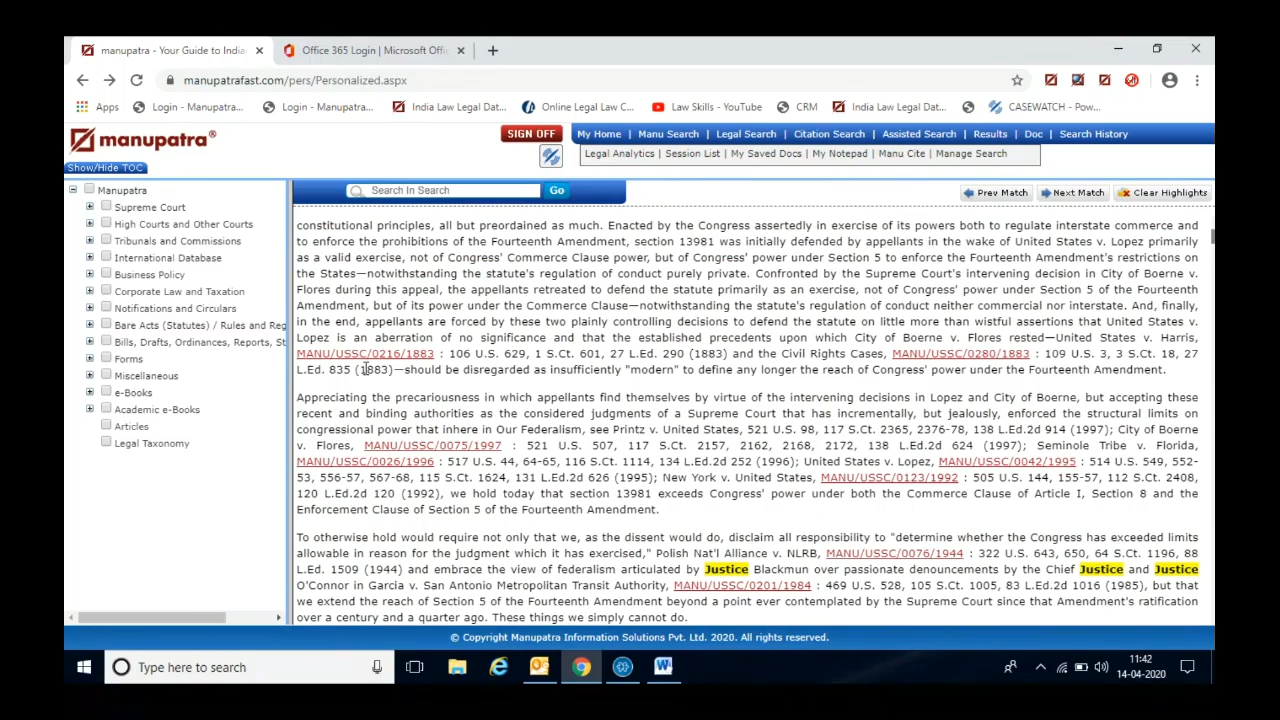 manupatra - Your Guide to India
Office 365 Login | Microsoft Offi
manupatrafast.com/pers/Personalized.aspx
Apps
Login - Manupatra...
Login - Manupatra...
India Law Legal Dat...
Online Legal Law C...
Law Skills - YouTube
CRM
India Law Legal Dat...
CASEWATCH - Pow...
manupatra®
SIGN OFF
My Home | Manu Search | Legal Search | Citation Search | Assisted Search | Results | Doc | Search History
Legal Analytics | Session List | My Saved Docs | My Notepad | Manu Cite | Manage Search
Show/Hide TOC
Search In Search
Go
Prev Match
Next Match
Clear Highlights
Manupatra
Supreme Court
High Courts and Other Courts
Tribunals and Commissions
International Database
Business Policy
Corporate Law and Taxation
Notifications and Circulars
Bare Acts (Statutes) / Rules and Reg
Bills, Drafts, Ordinances, Reports, St
Forms
Miscellaneous
e-Books
Academic e-Books
Articles
Legal Taxonomy
constitutional principles, all but preordained as much. Enacted by the Congress assertedly in exercise of its powers both to regulate interstate commerce and
to enforce the prohibitions of the Fourteenth Amendment, section 13981 was initially defended by appellants in the wake of United States v. Lopez primarily
as a valid exercise, not of Congress' Commerce Clause power, but of Congress' power under Section 5 to enforce the Fourteenth Amendment's restrictions on
the States—notwithstanding the statute's regulation of conduct purely private. Confronted by the Supreme Court's intervening decision in City of Boerne v.
Flores during this appeal, the appellants retreated to defend the statute primarily as an exercise, not of Congress' power under Section 5 of the Fourteenth
Amendment, but of its power under the Commerce Clause—notwithstanding the statute's regulation of conduct neither commercial nor interstate. And, finally,
in the end, appellants are forced by these two plainly controlling decisions to defend the statute on little more than wistful assertions that United States v.
Lopez is an aberration of no significance and that the established precedents upon which City of Boerne v. Flores rested—United States v. Harris,
MANU/USSC/0216/1883 : 106 U.S. 629, 1 S.Ct. 601, 27 L.Ed. 290 (1883) and the Civil Rights Cases, MANU/USSC/0280/1883 : 109 U.S. 3, 3 S.Ct. 18, 27
L.Ed. 835 (1883)—should be disregarded as insufficiently "modern" to define any longer the reach of Congress' power under the Fourteenth Amendment.
Appreciating the precariousness in which appellants find themselves by virtue of the intervening decisions in Lopez and City of Boerne, but accepting these
recent and binding authorities as the considered judgments of a Supreme Court that has incrementally, but jealously, enforced the structural limits on
congressional power that inhere in Our Federalism, see Printz v. United States, 521 U.S. 98, 117 S.Ct. 2365, 2376-78, 138 L.Ed.2d 914 (1997); City of Boerne
v. Flores, MANU/USSC/0075/1997 : 521 U.S. 507, 117 S.Ct. 2157, 2162, 2168, 2172, 138 L.Ed.2d 624 (1997); Seminole Tribe v. Florida,
MANU/USSC/0026/1996 : 517 U.S. 44, 64-65, 116 S.Ct. 1114, 134 L.Ed.2d 252 (1996); United States v. Lopez, MANU/USSC/0042/1995 : 514 U.S. 549, 552-
53, 556-57, 567-68, 115 S.Ct. 1624, 131 L.Ed.2d 626 (1995); New York v. United States, MANU/USSC/0123/1992 : 505 U.S. 144, 155-57, 112 S.Ct. 2408,
120 L.Ed.2d 120 (1992), we hold today that section 13981 exceeds Congress' power under both the Commerce Clause of Article I, Section 8 and the
Enforcement Clause of Section 5 of the Fourteenth Amendment.
To otherwise hold would require not only that we, as the dissent would do, disclaim all responsibility to "determine whether the Congress has exceeded limits
allowable in reason for the judgment which it has exercised," Polish Nat'l Alliance v. NLRB, MANU/USSC/0076/1944 : 322 U.S. 643, 650, 64 S.Ct. 1196, 88
L.Ed. 1509 (1944) and embrace the view of federalism articulated by Justice Blackmun over passionate denouncements by the Chief Justice and Justice
O'Connor in Garcia v. San Antonio Metropolitan Transit Authority, MANU/USSC/0201/1984 : 469 U.S. 528, 105 S.Ct. 1005, 83 L.Ed.2d 1016 (1985), but that
we extend the reach of Section 5 of the Fourteenth Amendment beyond a point ever contemplated by the Supreme Court since that Amendment's ratification
over a century and a quarter ago. These things we simply cannot do.
© Copyright Manupatra Information Solutions Pvt. Ltd. 2020. All rights reserved.
Type here to search
11:42
14-04-2020